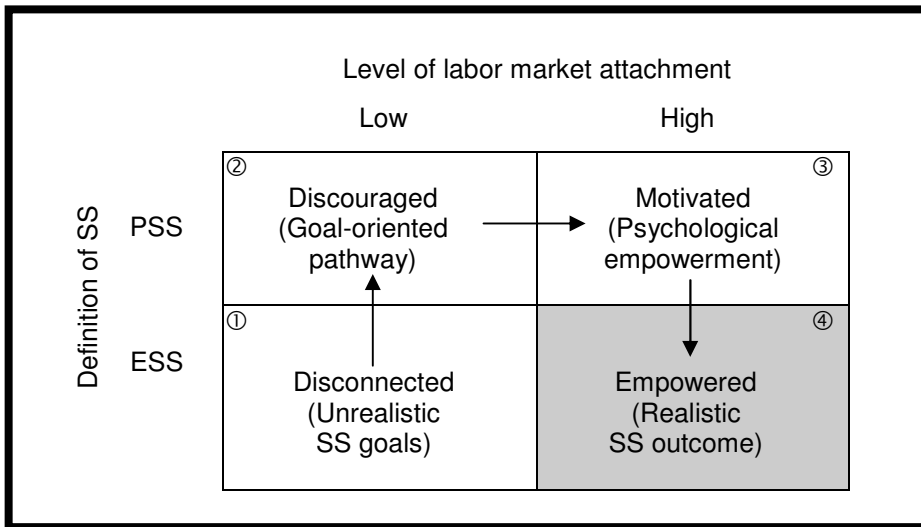 Level of labor market attachment
Low High
② ③
Discouraged Motivated
PSS (Goal-oriented (Psychological
pathway) empowerment)
Definition of SS
① ④
ESS
Disconnected Empowered
(Unrealistic (Realistic
SS goals) SS outcome)